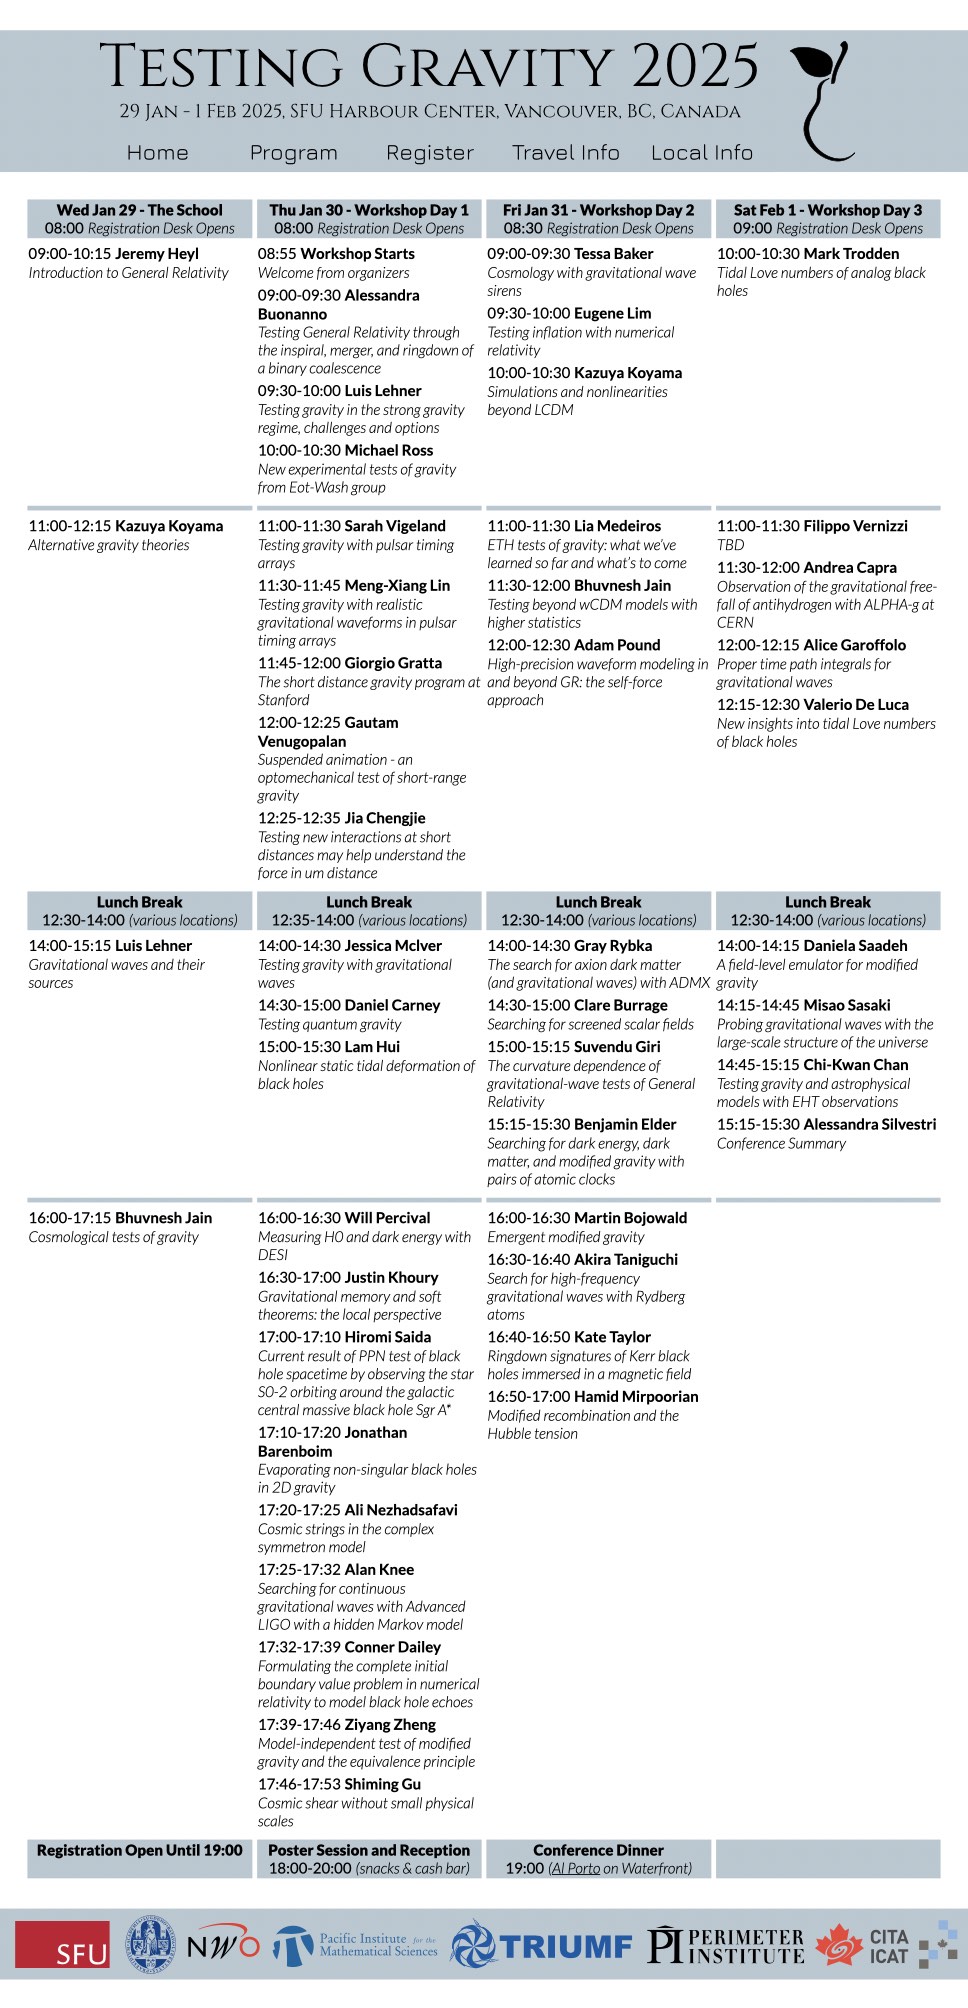 TESTING GRAVITY 2025
29 JAN - 1 FEB 2025, SFU HARBOUR CENTER, VANCOUVER, BC, CANADA
Home Program Register Travel Info Local Info
Wed Jan 29 - The School
08:00 Registration Desk Opens
09:00-10:15 Jeremy Heyl
Introduction to General Relativity
11:00-12:15 Kazuya Koyama
Alternative gravity theories
Lunch Break
12:30-14:00 (various locations)
14:00-15:15 Luis Lehner
Gravitational waves and their
sources
16:00-17:15 Bhuvnesh Jain
Cosmological tests of gravity
Registration Open Until 19:00
Thu Jan 30 - Workshop Day 1
08:00 Registration Desk Opens
08:55 Workshop Starts
Welcome from organizers
09:00-09:30 Alessandra
Buonanno
Testing General Relativity through
the inspiral, merger, and ringdown of
a binary coalescence
09:30-10:00 Luis Lehner
Testing gravity in the strong gravity
regime, challenges and options
10:00-10:30 Michael Ross
New experimental tests of gravity
from Eot-Wash group
11:00-11:30 Sarah Vigeland
Testing gravity with pulsar timing
arrays
11:30-11:45 Meng-Xiang Lin
Testing gravity with realistic
gravitational waveforms in pulsar
timing arrays
11:45-12:00 Giorgio Gratta
The short distance gravity program at
Stanford
12:00-12:25 Gautam
Venugopalan
Suspended animation - an
optomechanical test of short-range
gravity
12:25-12:35 Jia Chengjie
Testing new interactions at short
distances may help understand the
force in um distance
Lunch Break
12:35-14:00 (various locations)
14:00-14:30 Jessica McIver
Testing gravity with gravitational
waves
14:30-15:00 Daniel Carney
Testing quantum gravity
15:00-15:30 Lam Hui
Nonlinear static tidal deformation of
black holes
16:00-16:30 Will Percival
Measuring H0 and dark energy with
DESI
16:30-17:00 Justin Khoury
Gravitational memory and soft
theorems: the local perspective
17:00-17:10 Hiromi Saida
Current result of PPN test of black
hole spacetime by observing the star
S0-2 orbiting around the galactic
central massive black hole Sgr A*
17:10-17:20 Jonathan
Barenboim
Evaporating non-singular black holes
in 2D gravity
17:20-17:25 Ali Nezhadsafavi
Cosmic strings in the complex
symmetron model
17:25-17:32 Alan Knee
Searching for continuous
gravitational waves with Advanced
LIGO with a hidden Markov model
17:32-17:39 Conner Dailey
Formulating the complete initial
boundary value problem in numerical
relativity to model black hole echoes
17:39-17:46 Ziyang Zheng
Model-independent test of modified
gravity and the equivalence principle
17:46-17:53 Shiming Gu
Cosmic shear without small physical
scales
Poster Session and Reception
18:00-20:00 (snacks & cash bar)
Fri Jan 31 - Workshop Day 2
08:30 Registration Desk Opens
09:00-09:30 Tessa Baker
Cosmology with gravitational wave
sirens
09:30-10:00 Eugene Lim
Testing inflation with numerical
relativity
10:00-10:30 Kazuya Koyama
Simulations and nonlinearities
beyond LCDM
11:00-11:30 Lia Medeiros
ETH tests of gravity: what we've
learned so far and what's to come
11:30-12:00 Bhuvnesh Jain
Testing beyond wCDM models with
higher statistics
12:00-12:30 Adam Pound
High-precision waveform modeling in
and beyond GR: the self-force
approach
Lunch Break
12:30-14:00 (various locations)
14:00-14:30 Gray Rybka
The search for axion dark matter
(and gravitational waves) with ADMX
14:30-15:00 Clare Burrage
Searching for screened scalar fields
15:00-15:15 Suvendu Giri
The curvature dependence of
gravitational-wave tests of General
Relativity
15:15-15:30 Benjamin Elder
Searching for dark energy, dark
matter, and modified gravity with
pairs of atomic clocks
16:00-16:30 Martin Bojowald
Emergent modified gravity
16:30-16:40 Akira Taniguchi
Search for high-frequency
gravitational waves with Rydberg
atoms
16:40-16:50 Kate Taylor
Ringdown signatures of Kerr black
holes immersed in a magnetic field
16:50-17:00 Hamid Mirpoorian
Modified recombination and the
Hubble tension
Conference Dinner
19:00 (Al Porto on Waterfront)
Sat Feb 1 - Workshop Day 3
09:00 Registration Desk Opens
10:00-10:30 Mark Trodden
Tidal Love numbers of analog black
holes
11:00-11:30 Filippo Vernizzi
TBD
11:30-12:00 Andrea Capra
Observation of the gravitational free-
fall of antihydrogen with ALPHA-g at
CERN
12:00-12:15 Alice Garoffolo
Proper time path integrals for
gravitational waves
12:15-12:30 Valerio De Luca
New insights into tidal Love numbers
of black holes
Lunch Break
12:30-14:00 (various locations)
14:00-14:15 Daniela Saadeh
A field-level emulator for modified
gravity
14:15-14:45 Misao Sasaki
Probing gravitational waves with the
large-scale structure of the universe
14:45-15:15 Chi-Kwan Chan
Testing gravity and astrophysical
models with EHT observations
15:15-15:30 Alessandra Silvestri
Conference Summary
SFU
NWO
Pacific Institute for the
Mathematical Sciences
TRIUMF
PI PERIMETER
INSTITUTE
CITA
ICAT